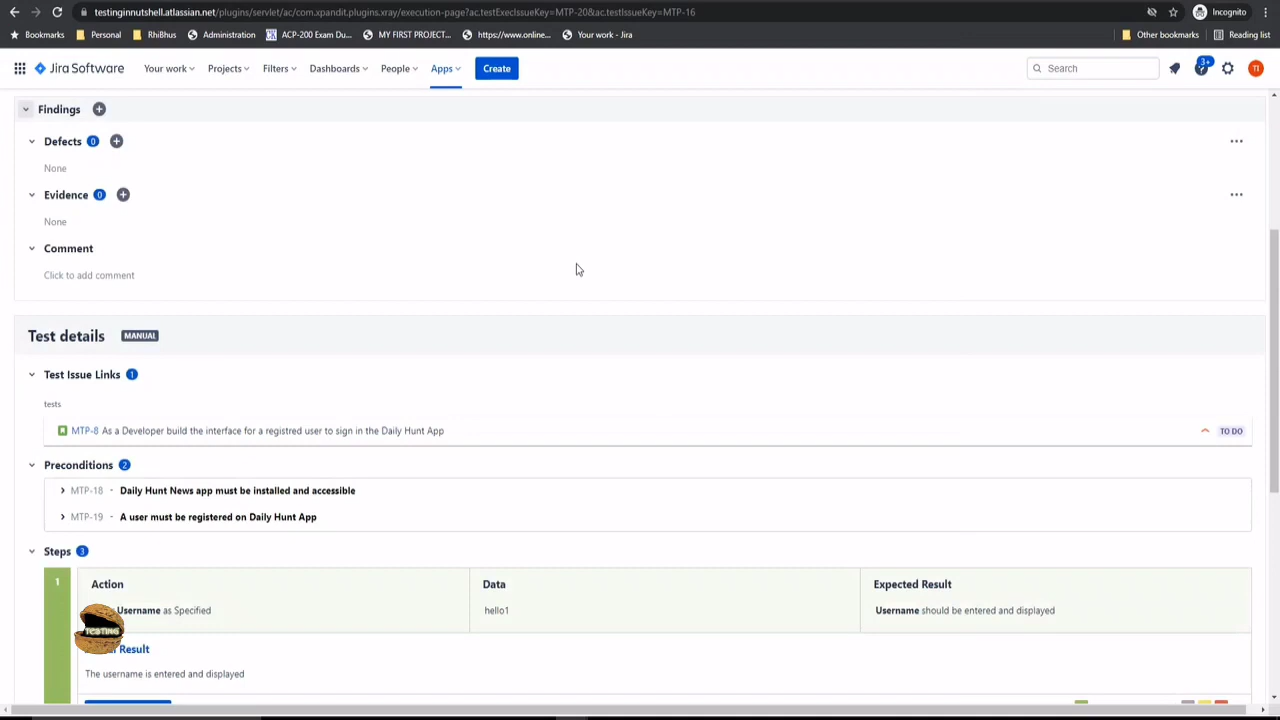 testinginnutshell.atlassian.net/plugins/servlet/ac/com.xpandit.plugins.xray/execution-page?ac.testExecIssueKey=MTP-20&ac.testIssueKey=MTP-16
Incognito
Bookmarks Personal RhiBhus Administration ACP-200 Exam Du... MY FIRST PROJECT... https://www.online... Your work - Jira Other bookmarks Reading list
Jira Software Your work Projects Filters Dashboards People Apps Create Search 3+ TI
Findings
Defects 0
None
Evidence 0
None
Comment
Click to add comment
Test details MANUAL
Test Issue Links 1
tests
MTP-8 As a Developer build the interface for a registred user to sign in the Daily Hunt App TO DO
Preconditions 2
MTP-18 - Daily Hunt News app must be installed and accessible
MTP-19 - A user must be registered on Daily Hunt App
Steps 3
1 Action Data Expected Result
Username as Specified hello1 Username should be entered and displayed
TESTING
Result
The username is entered and displayed